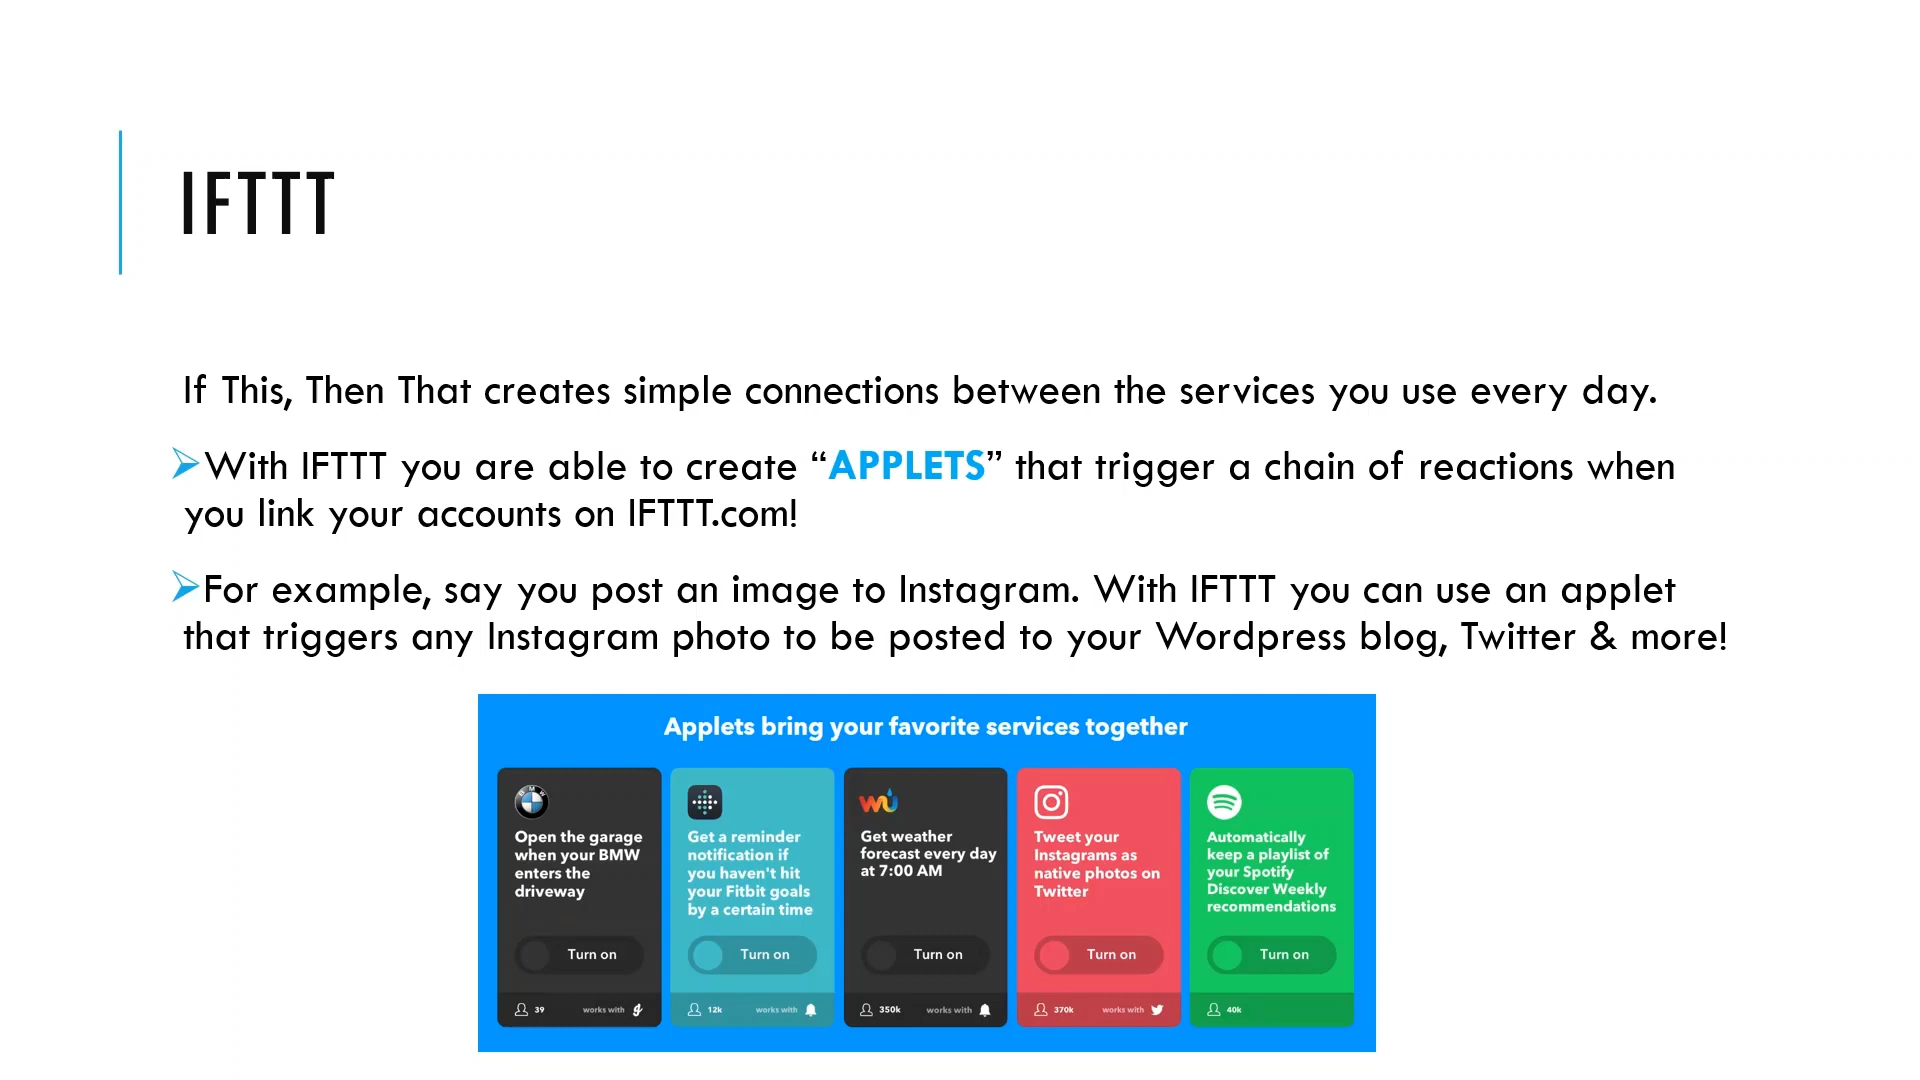 IFTTT
If This, Then That creates simple connections between the services you use every day.
With IFTTT you are able to create “APPLETS” that trigger a chain of reactions when
you link your accounts on IFTTT.com!
For example, say you post an image to Instagram. With IFTTT you can use an applet
that triggers any Instagram photo to be posted to your Wordpress blog, Twitter & more!
Applets bring your favorite services together
BMW
Open the garage
when your BMW
enters the
driveway
Turn on
39 works with
Get a reminder
notification if
you haven't hit
your Fitbit goals
by a certain time
Turn on
12k works with
wu
Get weather
forecast every day
at 7:00 AM
Turn on
350k works with
Tweet your
Instagrams as
native photos on
Twitter
Turn on
370k works with
Automatically
keep a playlist of
your Spotify
Discover Weekly
recommendations
Turn on
40k